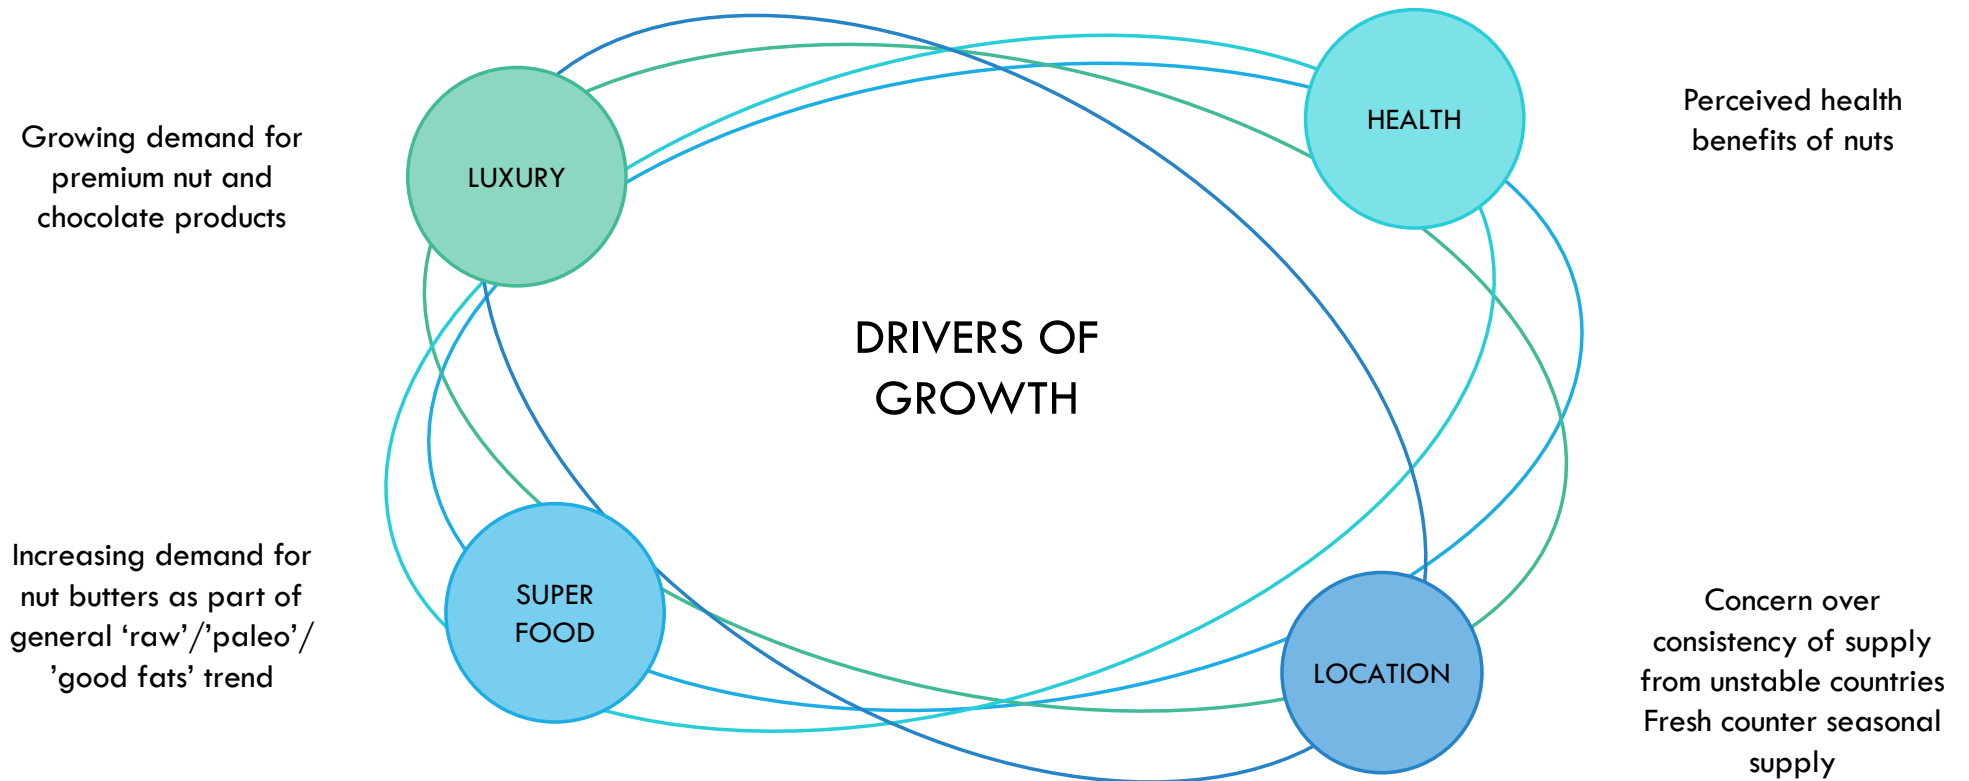 Growing demand for
premium nut and
chocolate products
LUXURY
HEALTH
Perceived health
benefits of nuts
DRIVERS OF
GROWTH
Increasing demand for
nut butters as part of
general ‘raw’/’paleo’/
’good fats’ trend
SUPER
FOOD
LOCATION
Concern over
consistency of supply
from unstable countries
Fresh counter seasonal
supply